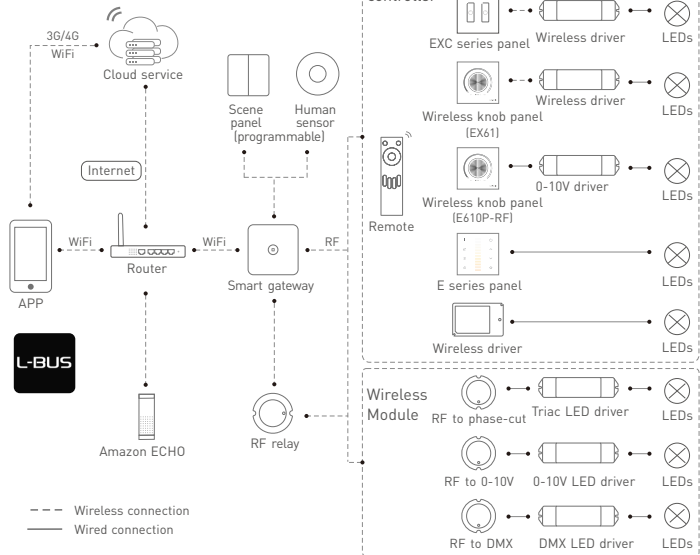 Controller
3G/4G
WiFi
Cloud service
Internet
WiFi
Router
WiFi
APP
L-BUS
Amazon ECHO
Scene
panel
Human
sensor
(programmable)
Smart gateway
RF
RF relay
Remote
EXC series panel
Wireless driver
LEDs
Wireless knob panel
(EX61)
Wireless driver
LEDs
Wireless knob panel
(E610P-RF)
0-10V driver
LEDs
E series panel
LEDs
Wireless driver
LEDs
Wireless
Module
RF to phase-cut
Triac LED driver
LEDs
RF to 0-10V
0-10V LED driver
LEDs
RF to DMX
DMX LED driver
LEDs
Wireless connection
Wired connection